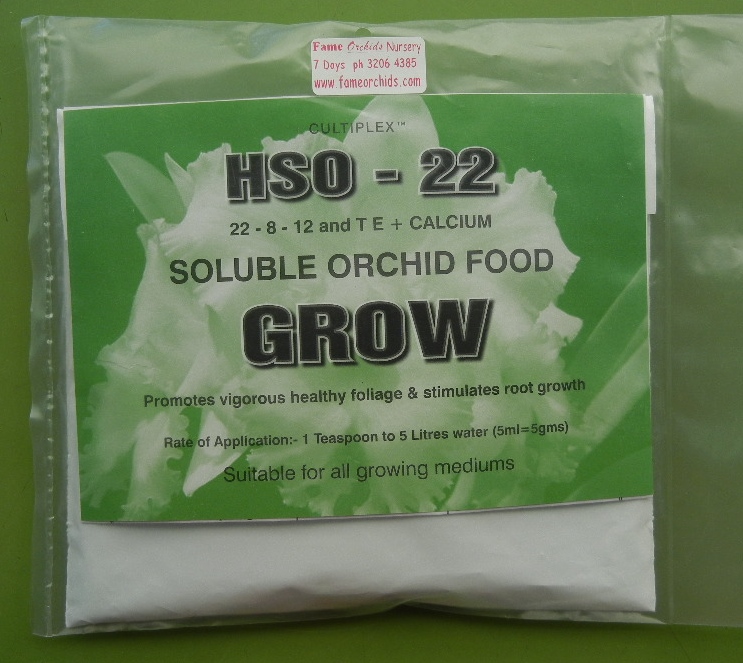 Fame Orchids Nursery
7 Days ph 3206 4385
www.fameorchids.com
CULTIPLEX™
HSO - 22
22 - 8 - 12 and T E + CALCIUM
SOLUBLE ORCHID FOOD
GROW
Promotes vigorous healthy foliage & stimulates root growth
Rate of Application:- 1 Teaspoon to 5 Litres water (5ml=5gms)
Suitable for all growing mediums